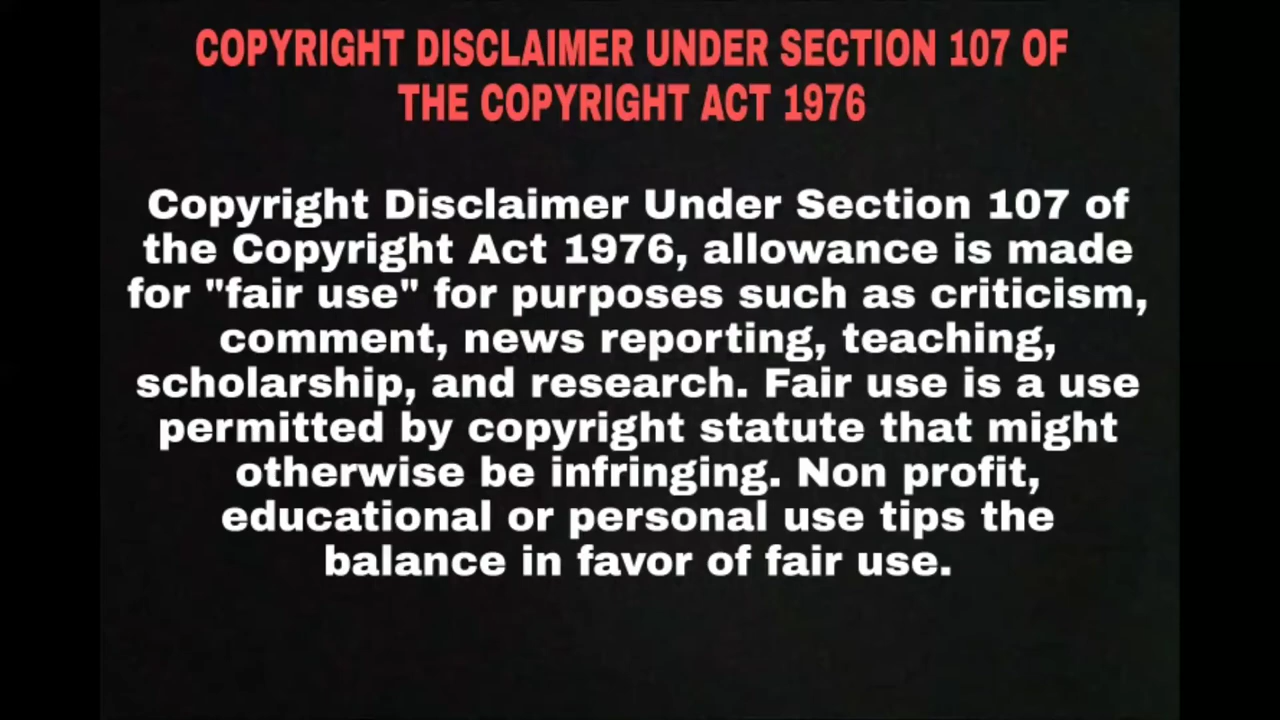 COPYRIGHT DISCLAIMER UNDER SECTION 107 OF
THE COPYRIGHT ACT 1976
Copyright Disclaimer Under Section 107 of
the Copyright Act 1976, allowance is made
for "fair use" for purposes such as criticism,
comment, news reporting, teaching,
scholarship, and research. Fair use is a use
permitted by copyright statute that might
otherwise be infringing. Non profit,
educational or personal use tips the
balance in favor of fair use.